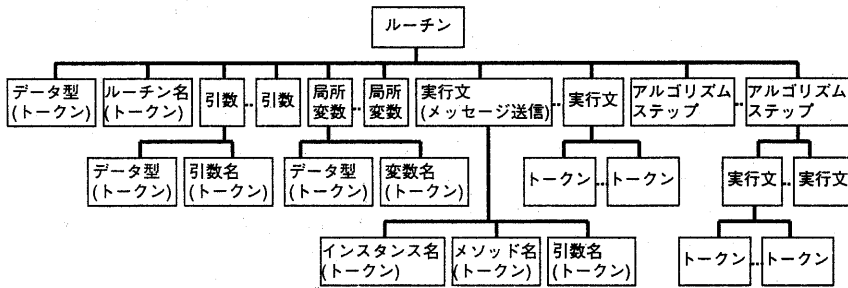 ルーチン
データ型
(トークン)
ルーチン名
(トークン)
引数
..
引数
局所
変数
...
局所
変数
実行文
(メッセージ送信)
...
実行文
アルゴリズム
ステップ
...
アルゴリズム
ステップ
データ型
(トークン)
引数名
(トークン)
データ型
(トークン)
変数名
(トークン)
トークン
...
トークン
実行文
..
実行文
インスタンス名
(トークン)
メソッド名
(トークン)
引数名
(トークン)
トークン
...
トークン